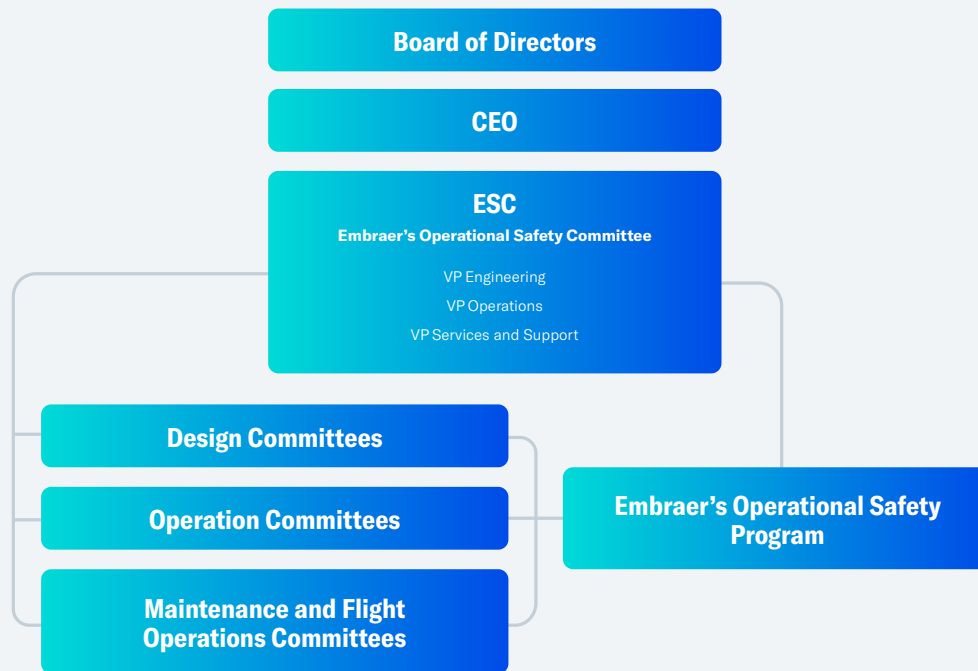 Board of Directors
CEO
ESC
Embraer's Operational Safety Committee
VP Engineering
VP Operations
VP Services and Support
Design Committees
Operation Committees
Maintenance and Flight
Operations Committees
Embraer's Operational Safety
Program